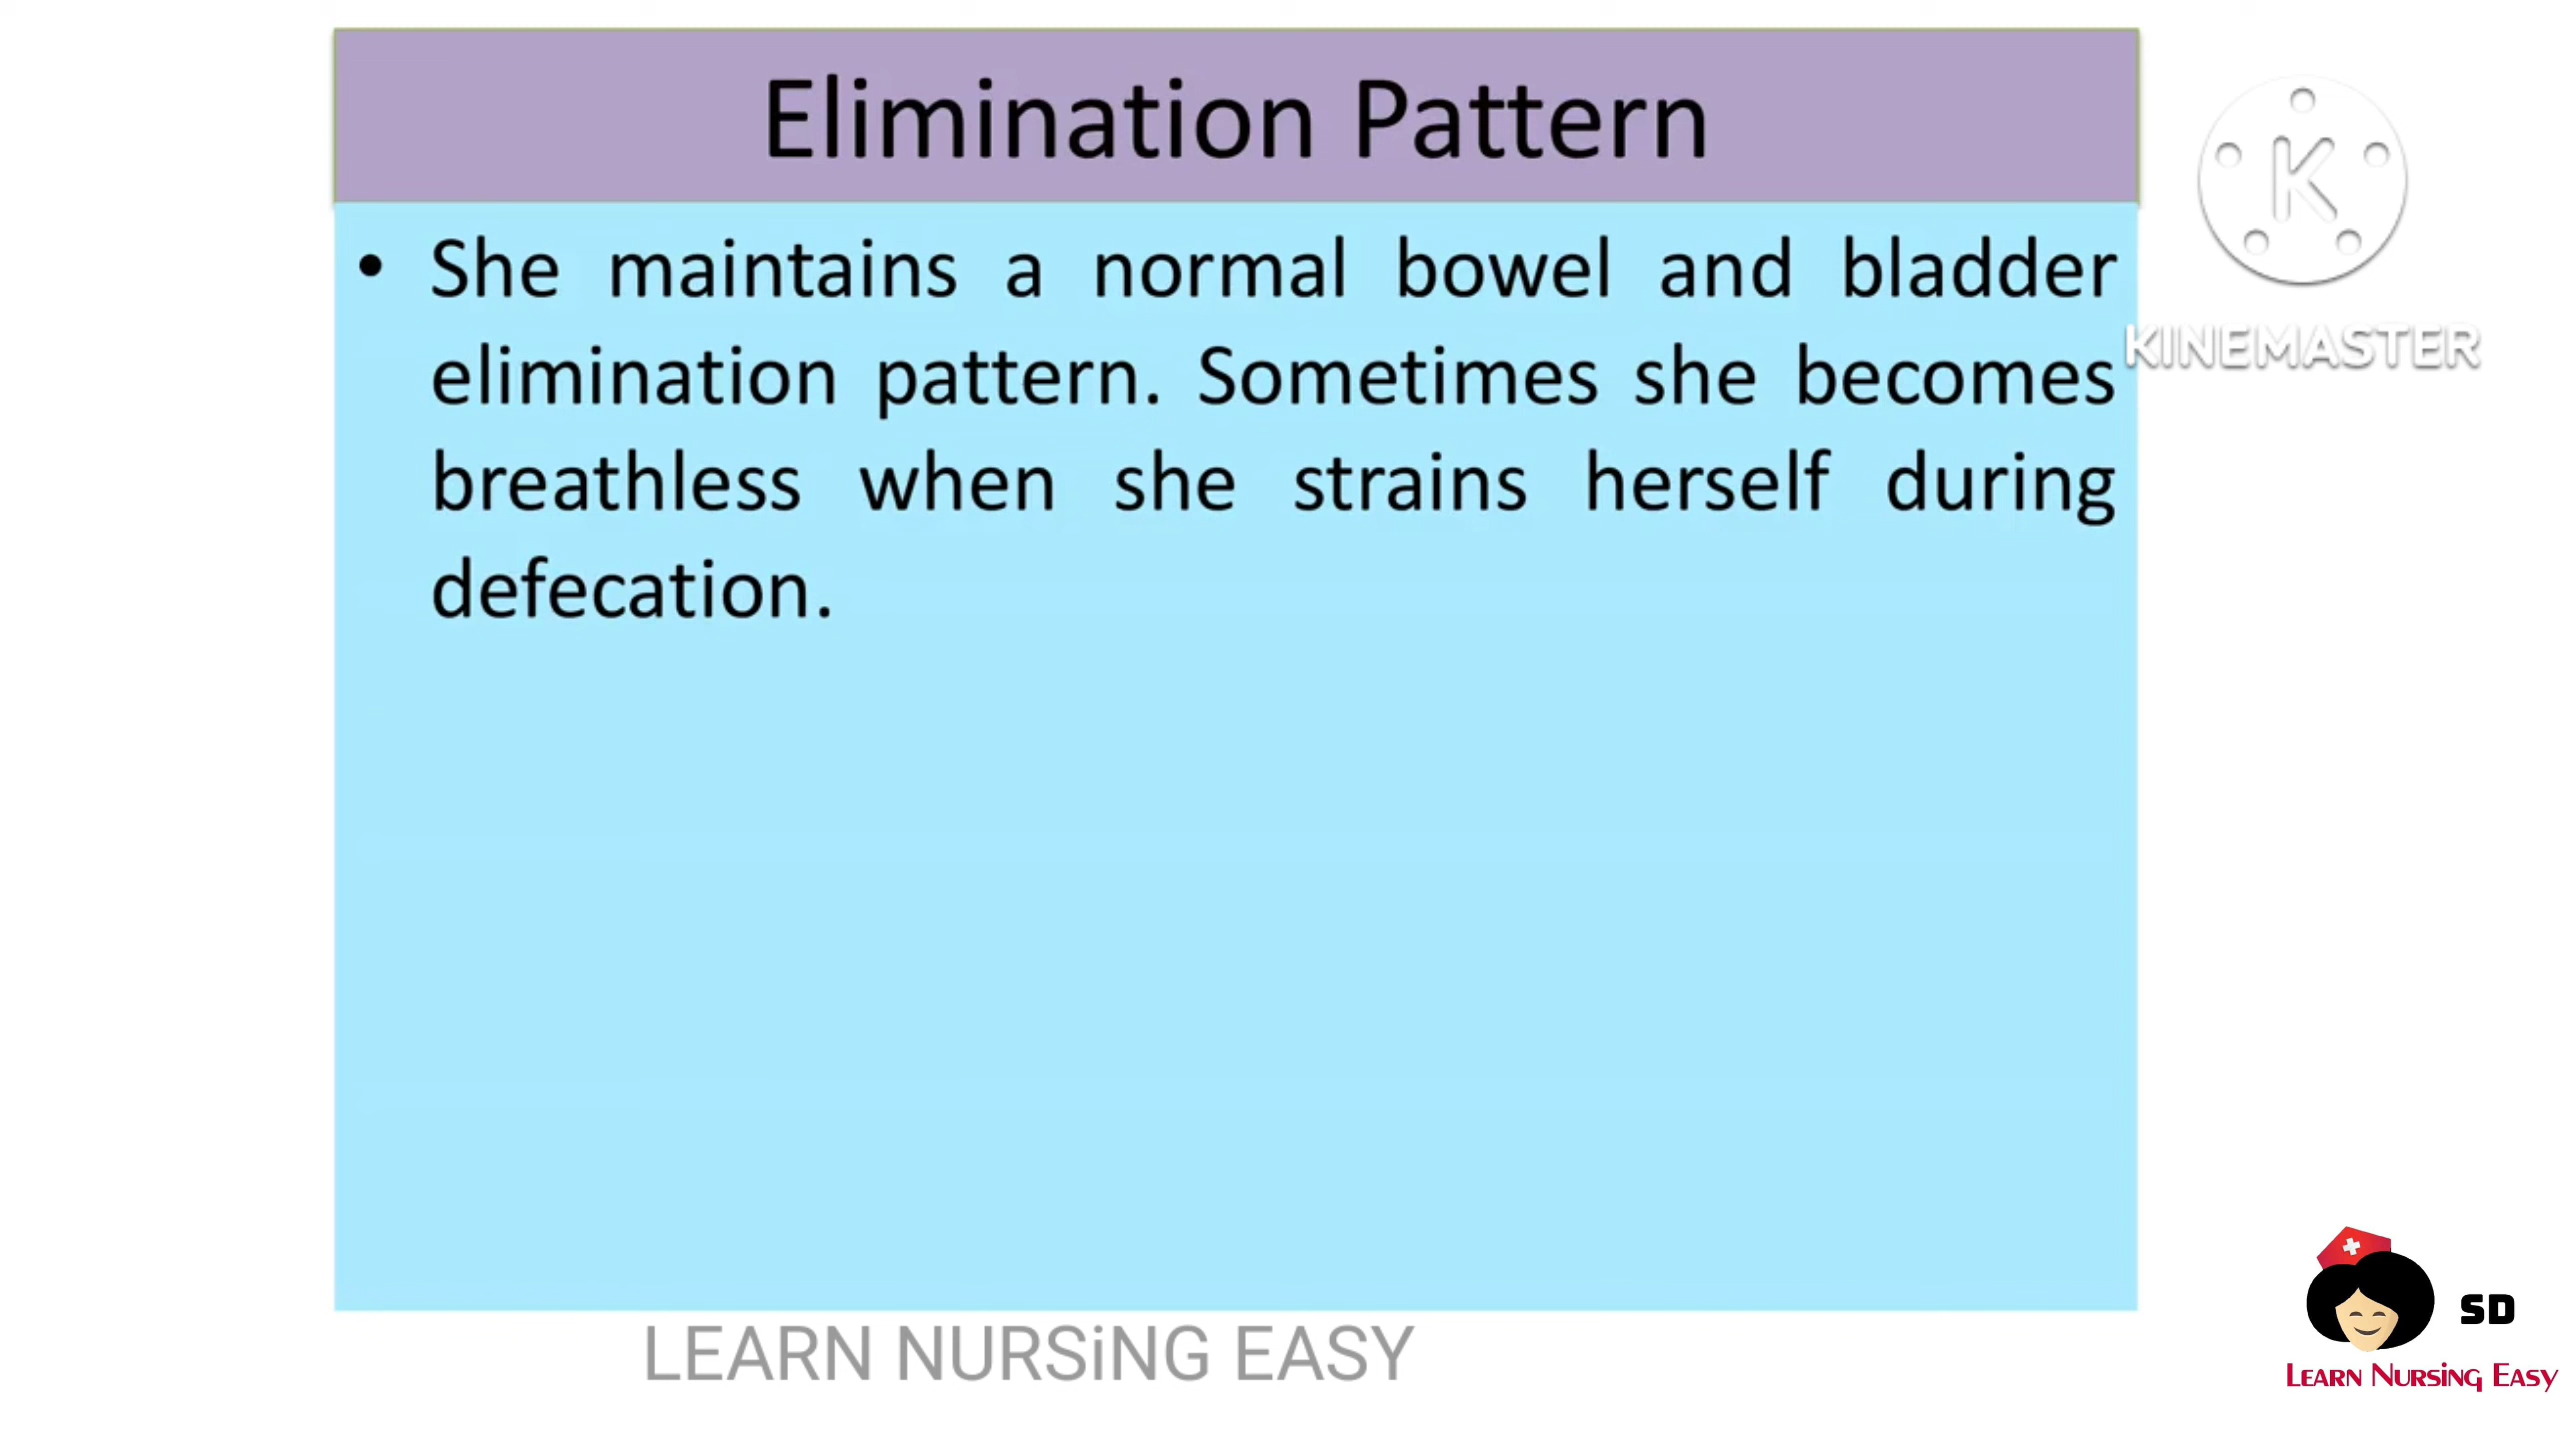 Elimination Pattern
• She maintains a normal bowel and bladder
elimination pattern. Sometimes she becomes
breathless when she strains herself during
defecation.
K
KINEMASTER
SD
LEARN NURSiNG EASY
LEARN NURSiNG EASY